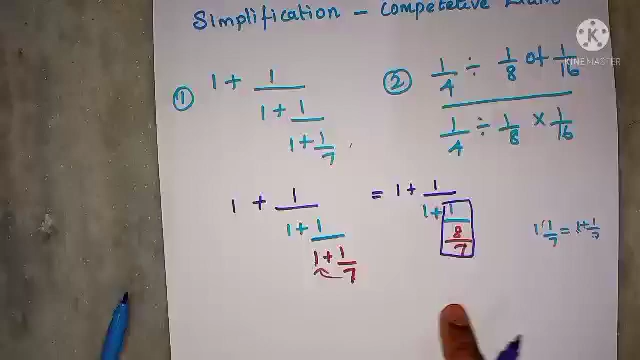 Simplification - Competetive Exams
KINEMASTER
① 1 + 1/(1 + 1/(1 + 1/7))
② (1/4 ÷ 1/8 of 1/16)/(1/4 ÷ 1/8 × 1/16)
1 + 1/(1 + 1/(1 + 1/7)) = 1 + 1/(1 + 1/(8/7))
1 1/7 = 1 + 1/7